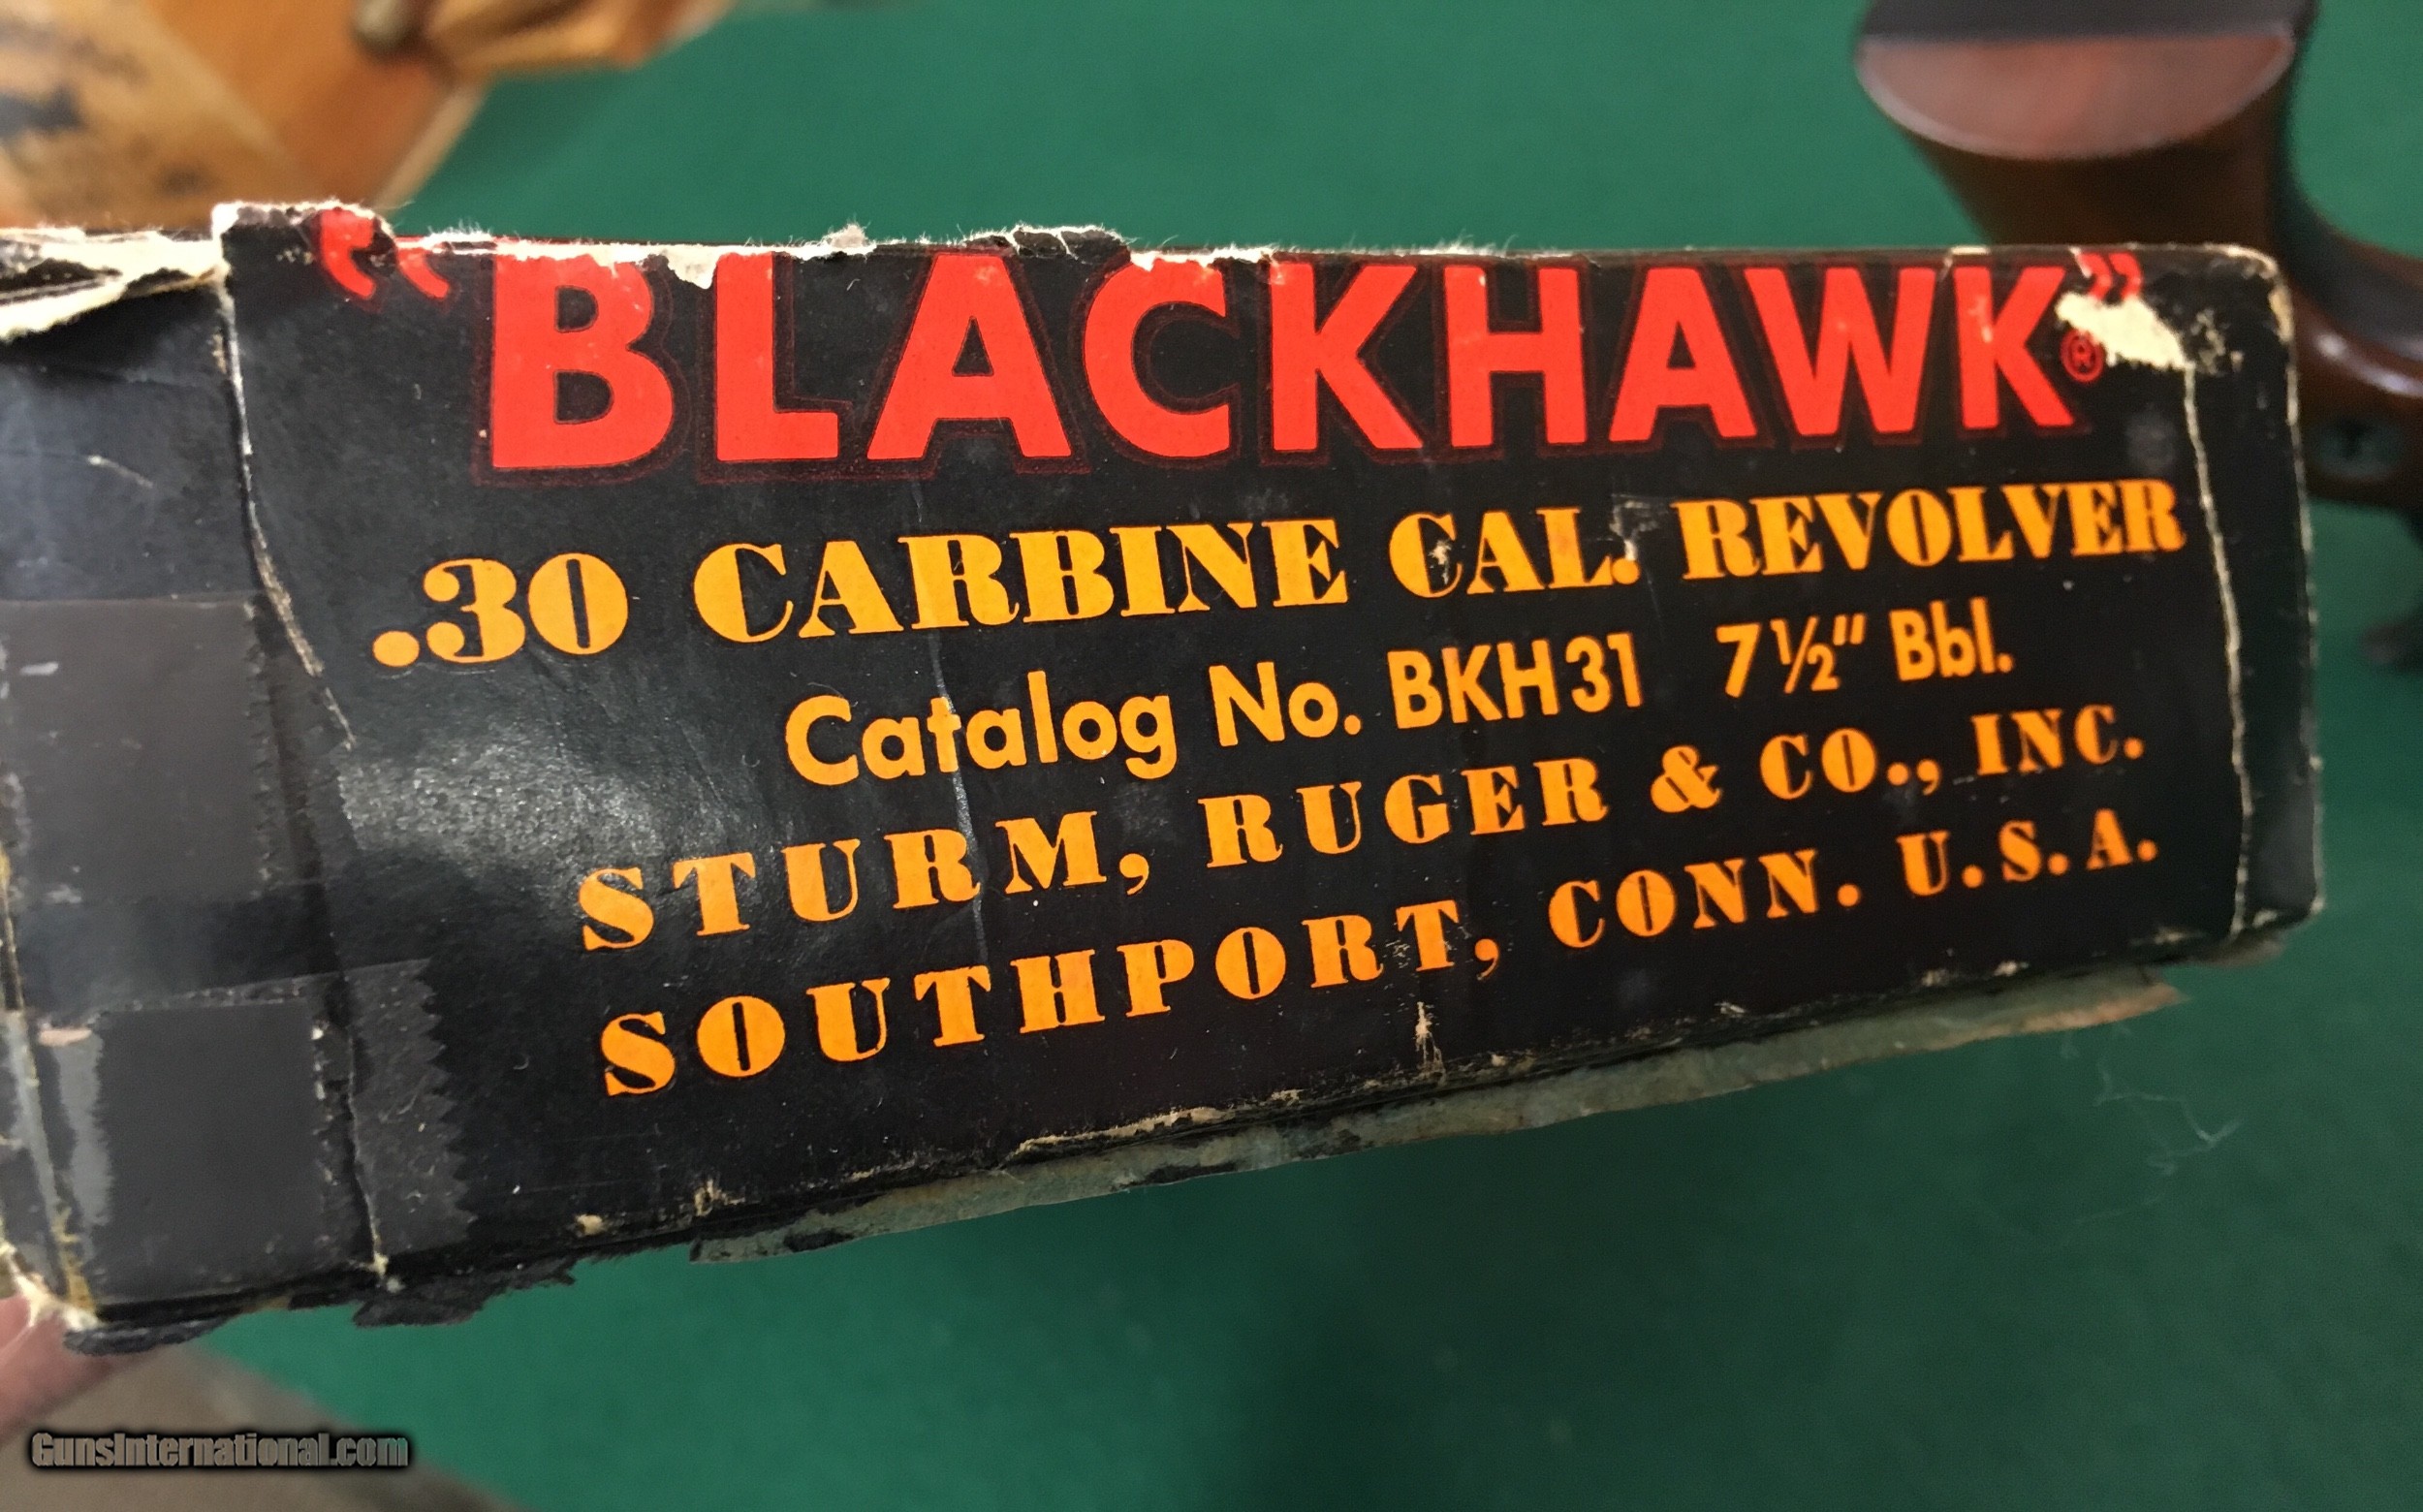 "BLACKHAWK"®
.30 CARBINE CAL. REVOLVER
Catalog No. BKH31 7½" Bbl.
STURM, RUGER & CO., INC.
SOUTHPORT, CONN. U.S.A.
GunsInternational.com